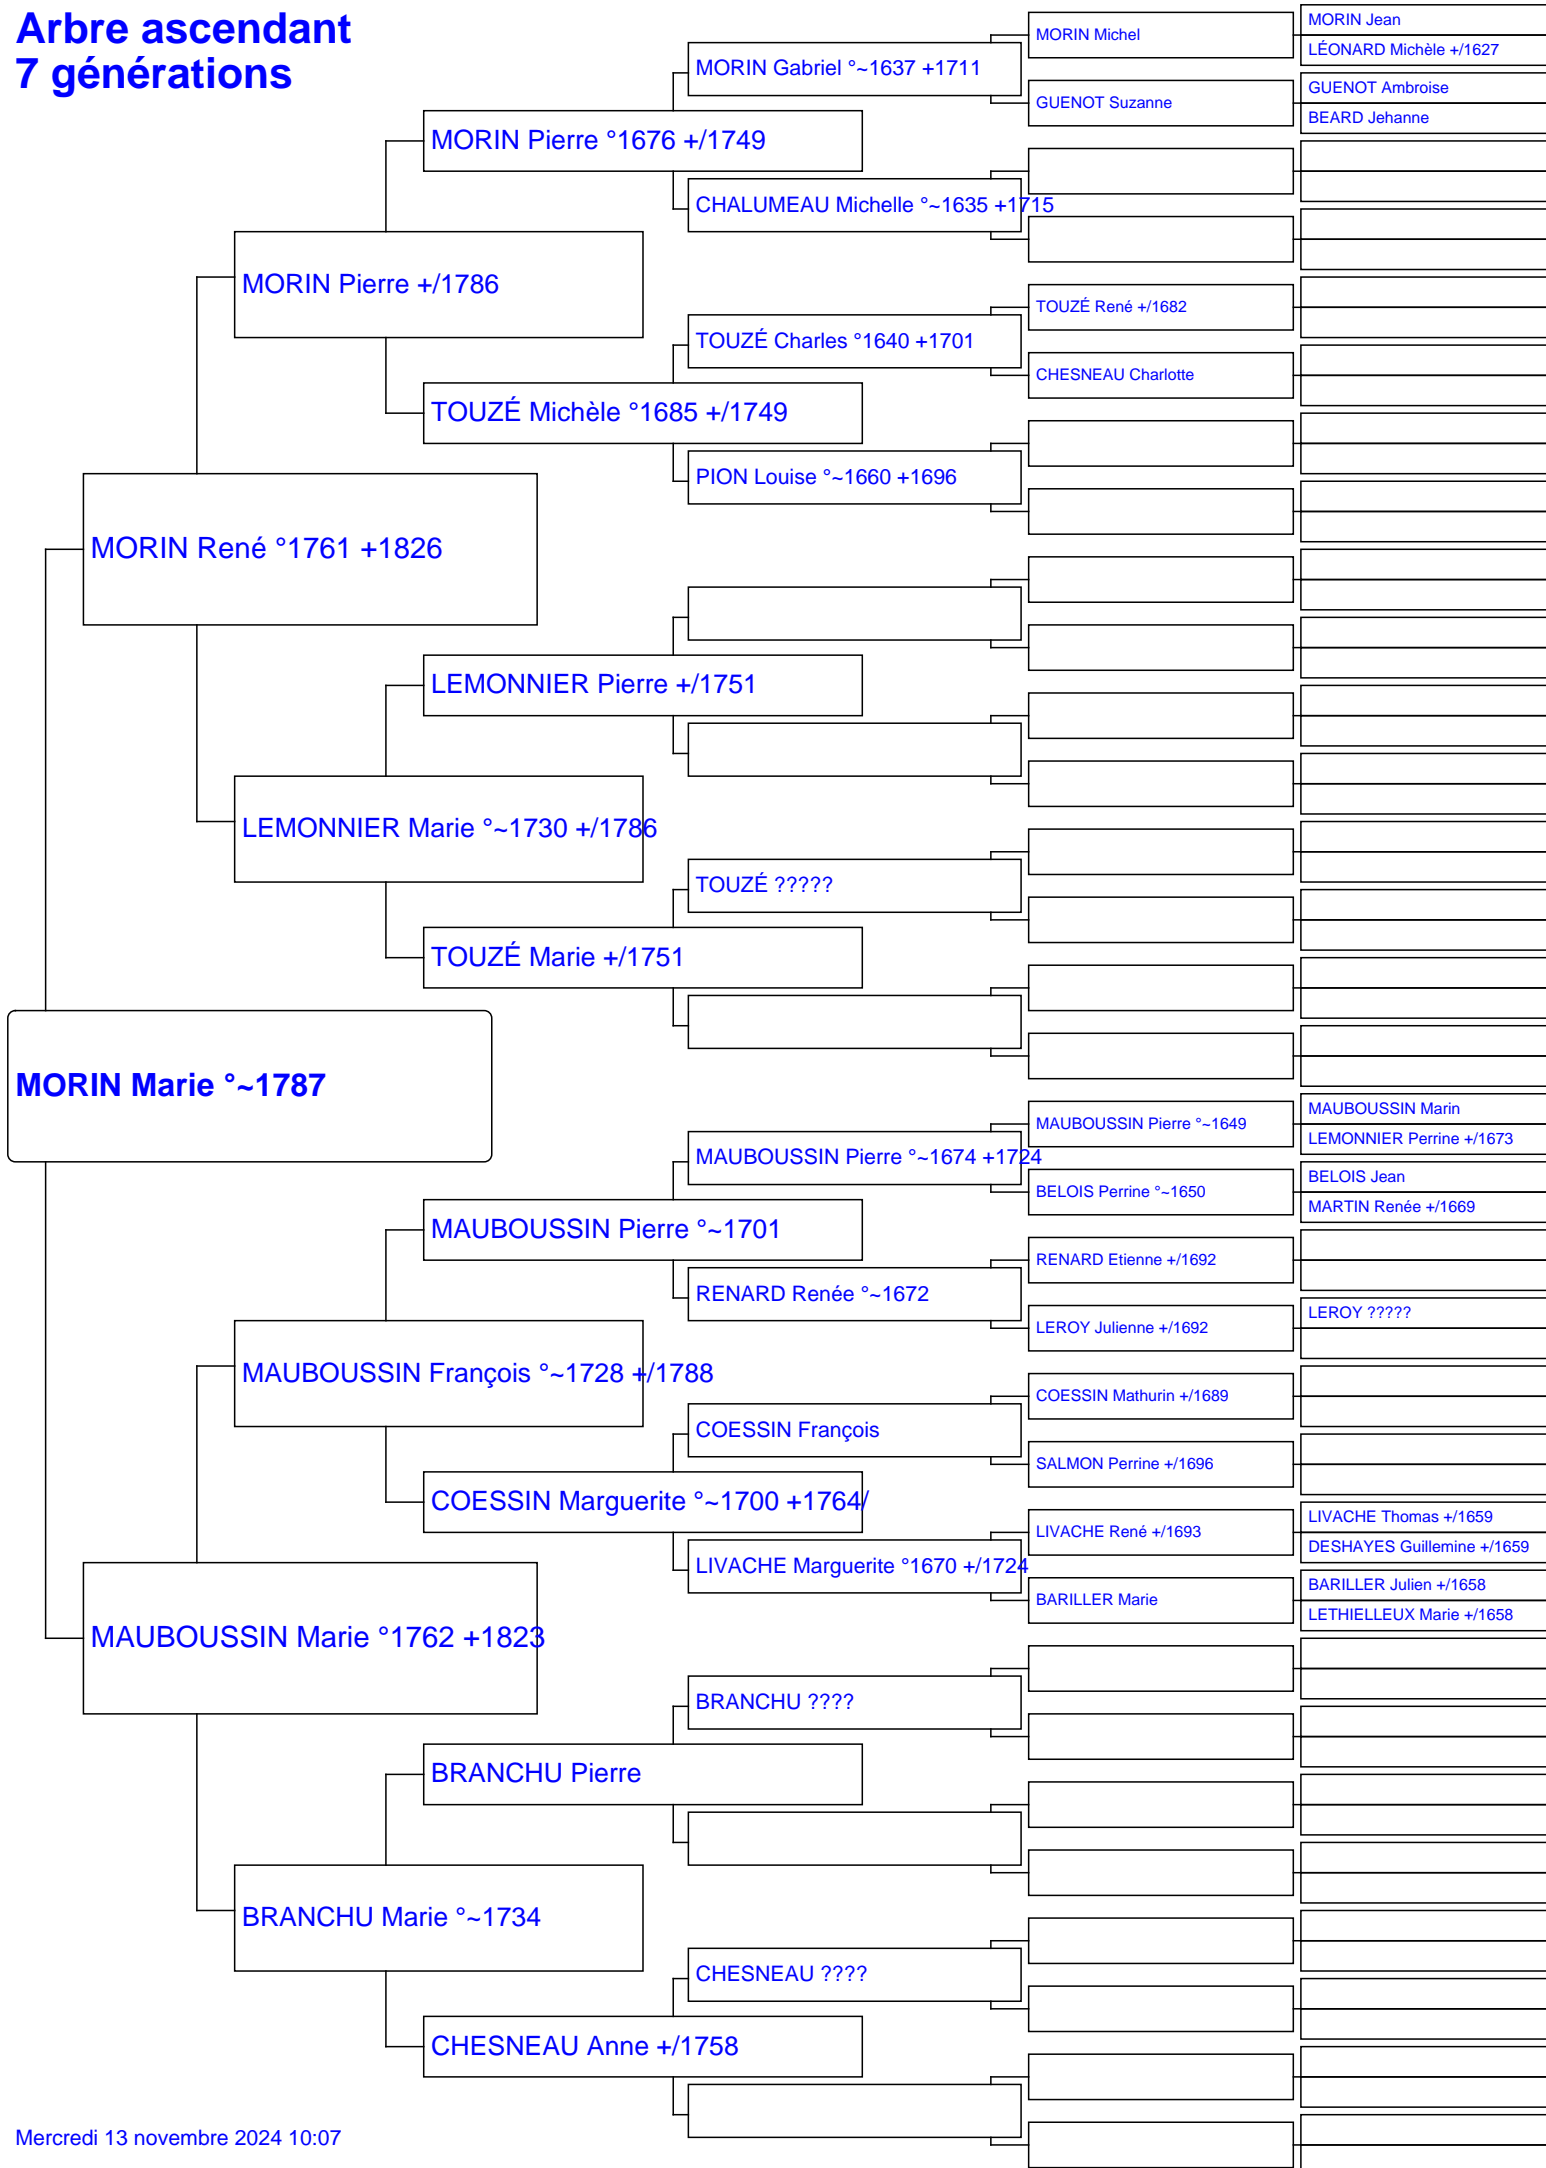 Arbre ascendant
7 générations
MORIN Jean
MORIN Michel
LÉONARD Michèle +/1627
MORIN Gabriel °~1637 +1711
GUENOT Ambroise
GUENOT Suzanne
BEARD Jehanne
MORIN Pierre °1676 +/1749
CHALUMEAU Michelle °~1635 +1715
MORIN Pierre +/1786
TOUZÉ René +/1682
TOUZÉ Charles °1640 +1701
CHESNEAU Charlotte
TOUZÉ Michèle °1685 +/1749
PION Louise °~1660 +1696
MORIN René °1761 +1826
LEMONNIER Pierre +/1751
LEMONNIER Marie °~1730 +/1786
TOUZÉ ?????
TOUZÉ Marie +/1751
MORIN Marie °~1787
MAUBOUSSIN Marin
MAUBOUSSIN Pierre °~1649
LEMONNIER Perrine +/1673
MAUBOUSSIN Pierre °~1674 +1724
BELOIS Jean
BELOIS Perrine °~1650
MARTIN Renée +/1669
MAUBOUSSIN Pierre °~1701
RENARD Etienne +/1692
RENARD Renée °~1672
LEROY ?????
LEROY Julienne +/1692
MAUBOUSSIN François °~1728 +/1788
COESSIN Mathurin +/1689
COESSIN François
SALMON Perrine +/1696
COESSIN Marguerite °~1700 +1764/
LIVACHE Thomas +/1659
LIVACHE René +/1693
DESHAYES Guillemine +/1659
LIVACHE Marguerite °1670 +/1724
BARILLER Julien +/1658
BARILLER Marie
LETHIELLEUX Marie +/1658
MAUBOUSSIN Marie °1762 +1823
BRANCHU ????
BRANCHU Pierre
BRANCHU Marie °~1734
CHESNEAU ????
CHESNEAU Anne +/1758
Mercredi 13 novembre 2024 10:07